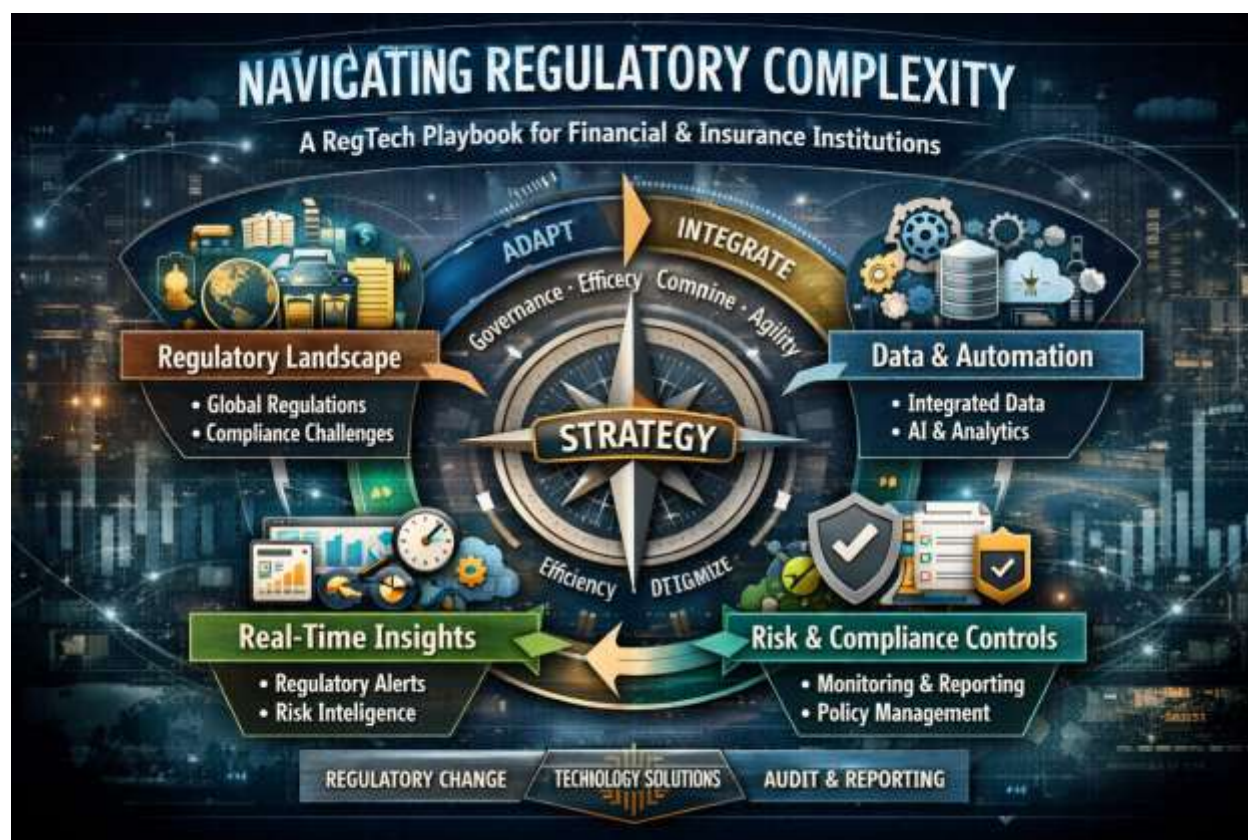 NAVIGATING REGULATORY COMPLEXITY
A RegTech Playbook for Financial & Insurance Institutions
ADAPT
INTEGRATE
Governance · Efficecy Compnine · Agility
Regulatory Landscape
• Global Regulations
• Compliance Challenges
Data & Automation
• Integrated Data
• AI & Analytics
STRATEGY
Efficiency
DTIGMIZE
Real-Time Insights
• Regulatory Alerts
• Risk Inteligence
Risk & Compliance Controls
• Monitoring & Reporting
• Policy Management
REGULATORY CHANGE
TECHNOLOGY SOLUTIONS
AUDIT & REPORTING